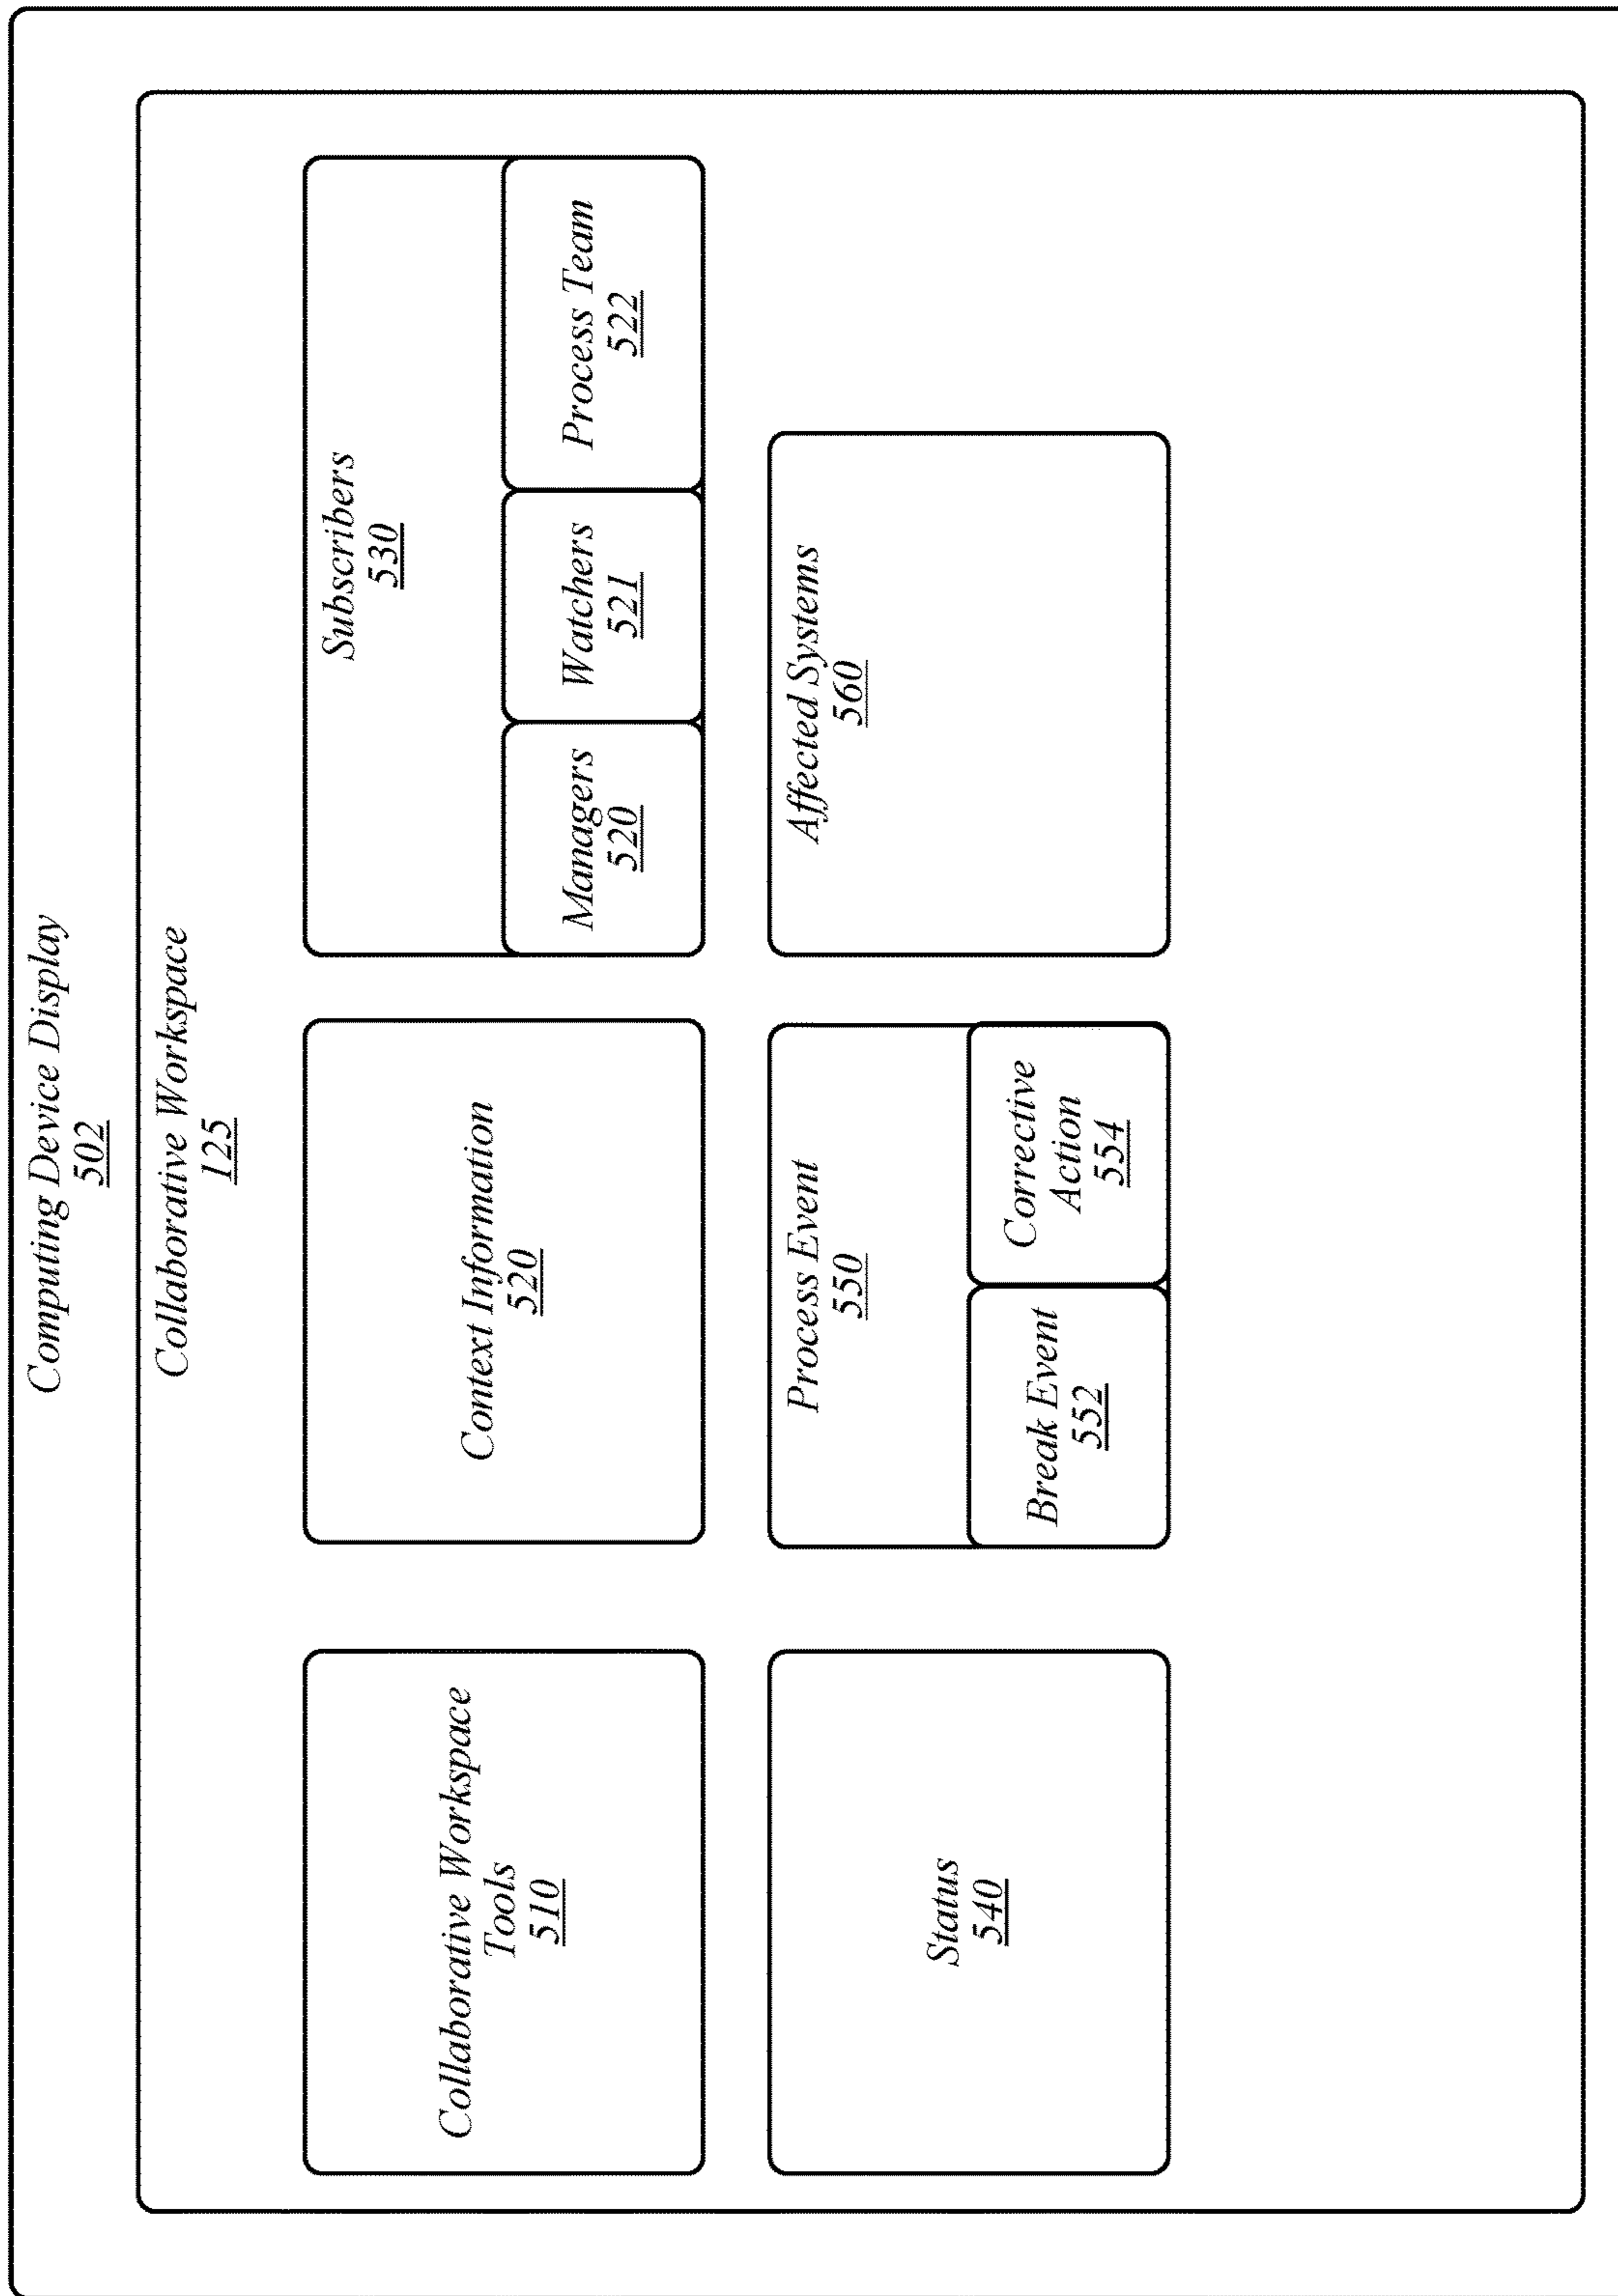 Computing Device Display
502
Collaborative Workspace
125
Collaborative Workspace
Tools
510
Context Information
520
Subscribers
530
Managers
520
Watchers
521
Process Team
522
Status
540
Process Event
550
Break Event
552
Corrective
Action
554
Affected Systems
560